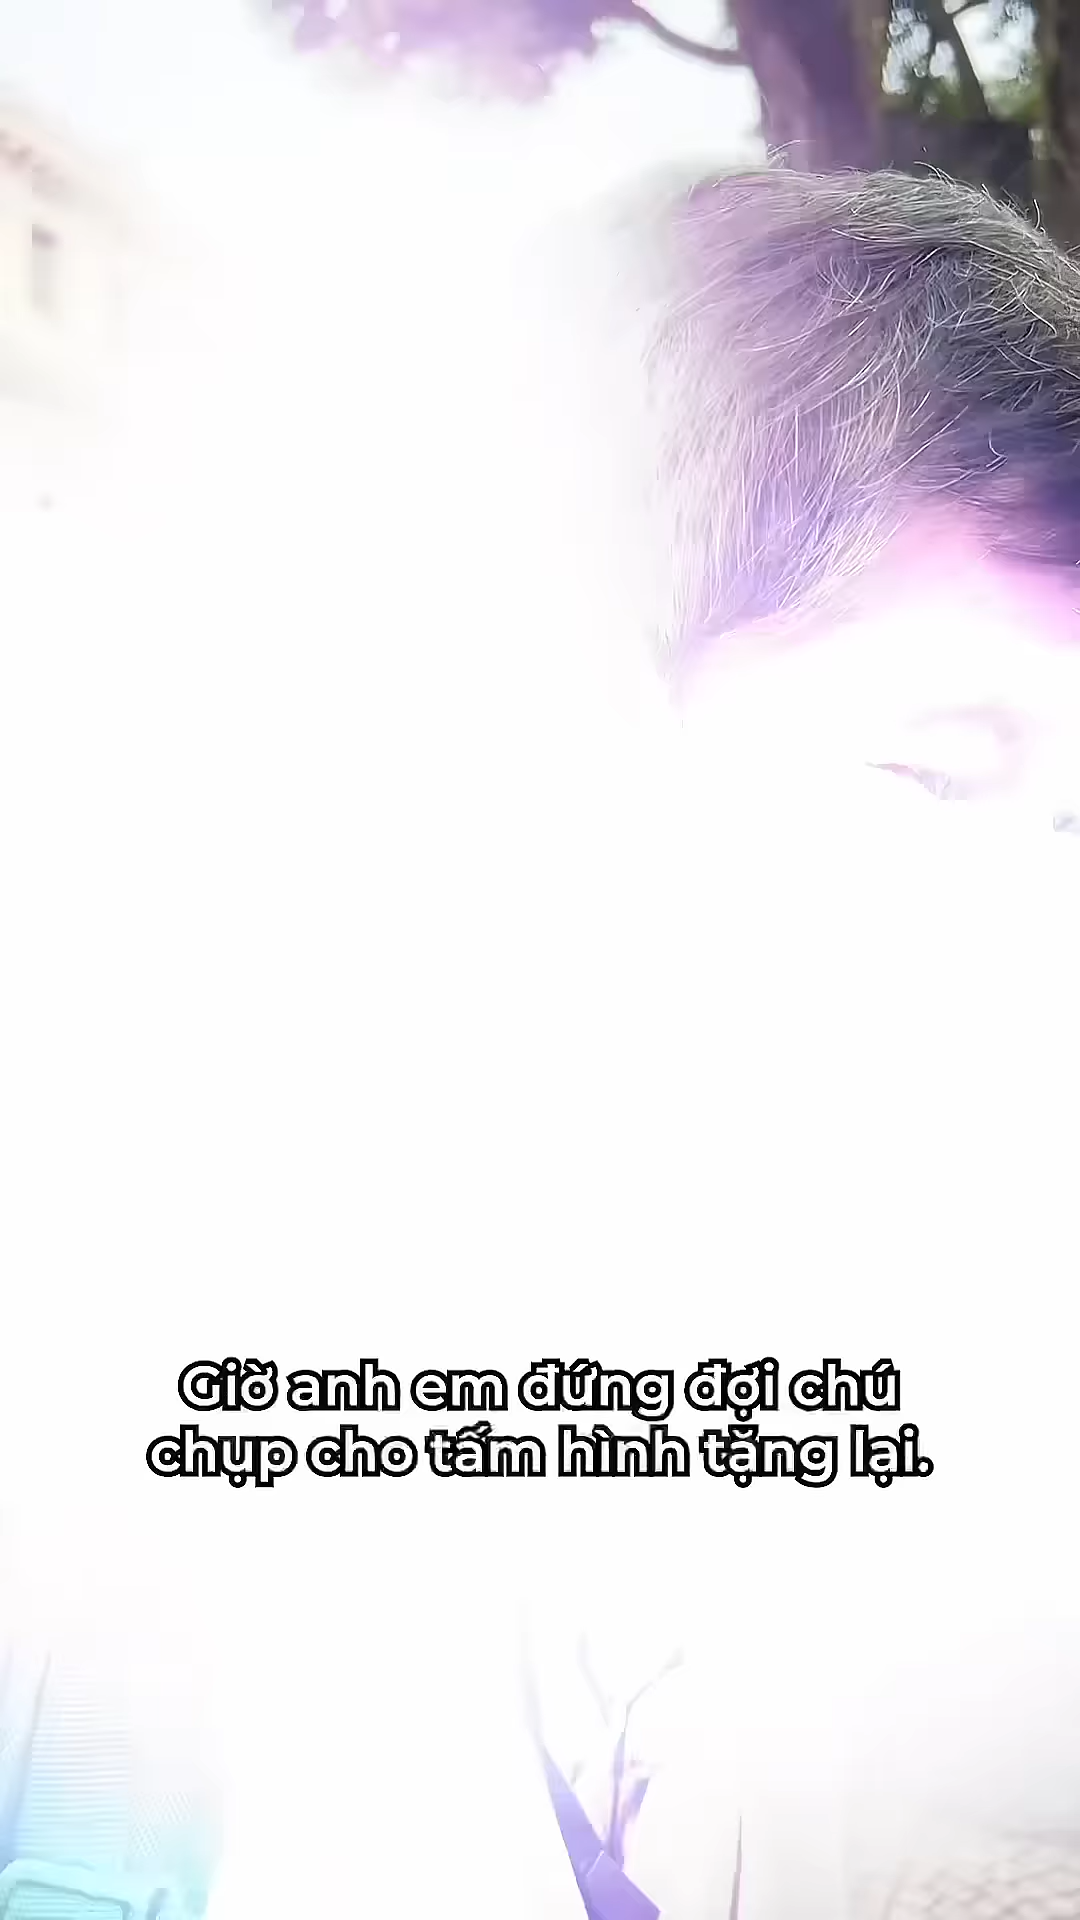 Giờ anh em đứng đợi chú
chụp cho tấm hình tặng lại.